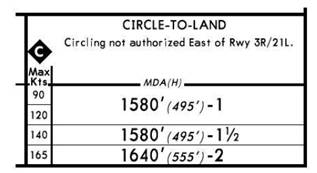 CIRCLE-TO-LAND
Circling not authorized East of Rwy 3R/21L.
C
Max
Kts.
MDA(H)
90
1580'(495')-1
120
140
1580'(495')-1½
165
1640'(555')-2